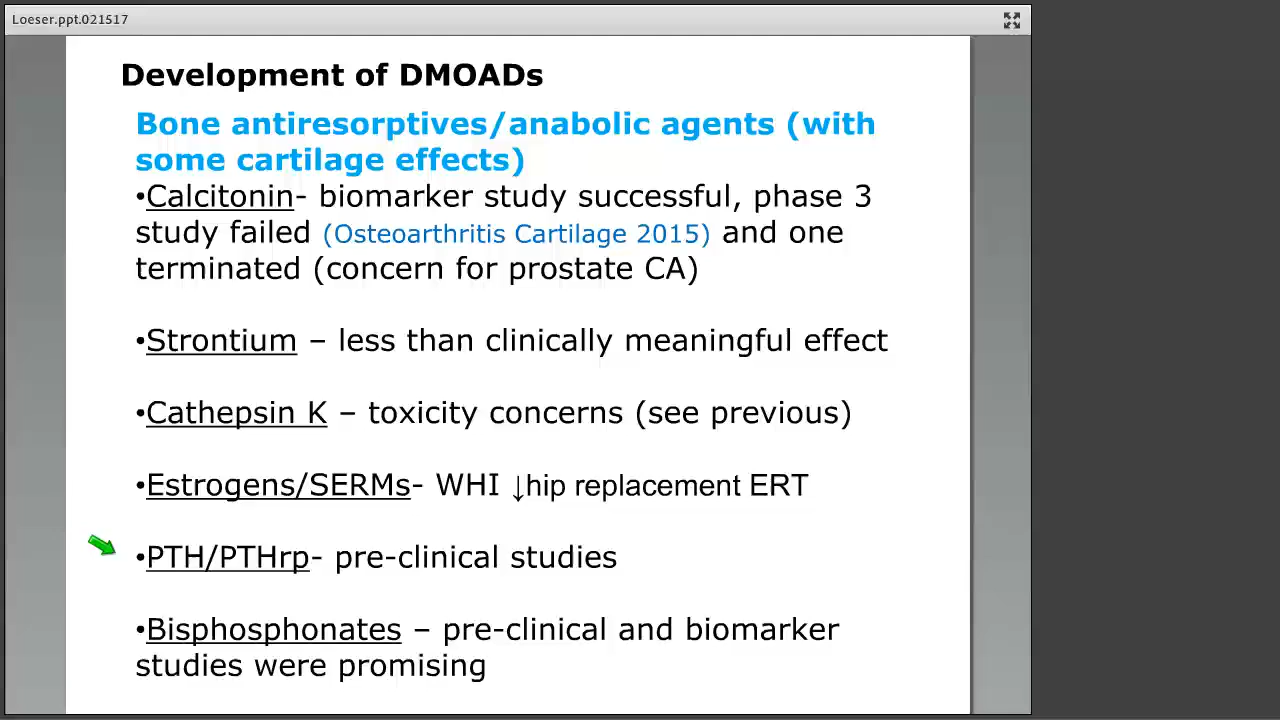 Loeser.ppt.021517
Development of DMOADs
Bone antiresorptives/anabolic agents (with
some cartilage effects)
•Calcitonin- biomarker study successful, phase 3
study failed (Osteoarthritis Cartilage 2015) and one
terminated (concern for prostate CA)
•Strontium – less than clinically meaningful effect
•Cathepsin K – toxicity concerns (see previous)
•Estrogens/SERMs- WHI ↓hip replacement ERT
•PTH/PTHrp- pre-clinical studies
•Bisphosphonates – pre-clinical and biomarker
studies were promising